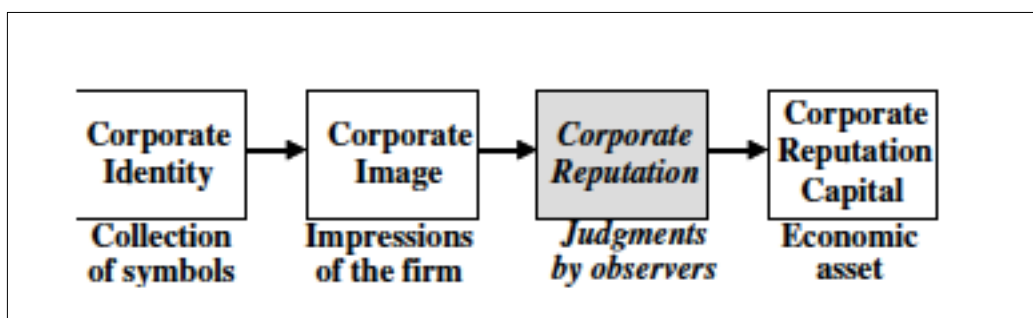 Corporate
Identity
Collection
of symbols
Corporate
Image
Impressions
of the firm
Corporate
Reputation
Judgments
by observers
Corporate
Reputation
Capital
Economic
asset